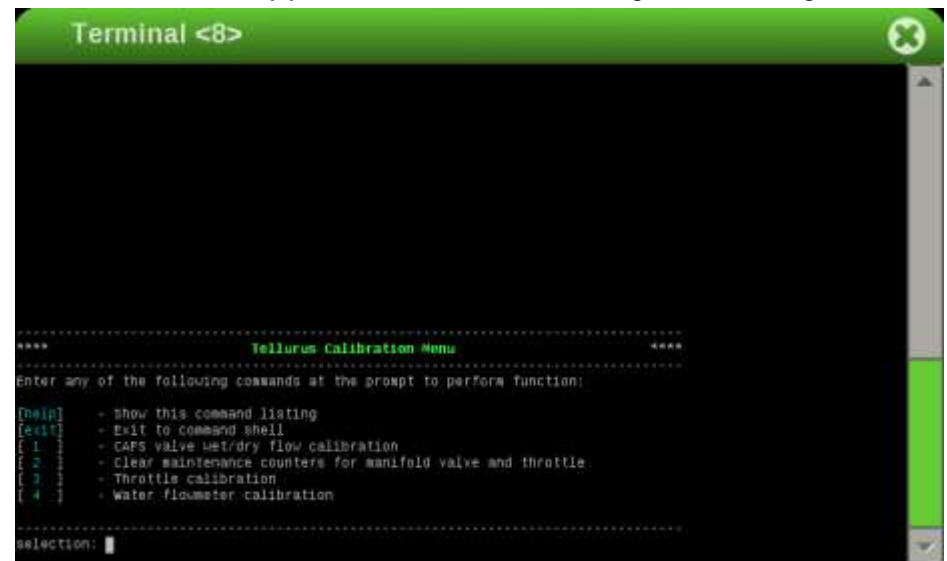 Terminal <8>
**** Tellurus Calibration Menu ****
Enter any of the following commands at the prompt to perform function:
[help] - Show this command listing
[exit] - Exit to command shell
[ 1 ] - CAFS valve wet/dry flow calibration
[ 2 ] - Clear maintenance counters for manifold valve and throttle
[ 3 ] - Throttle calibration
[ 4 ] - Water flowmeter calibration
selection: